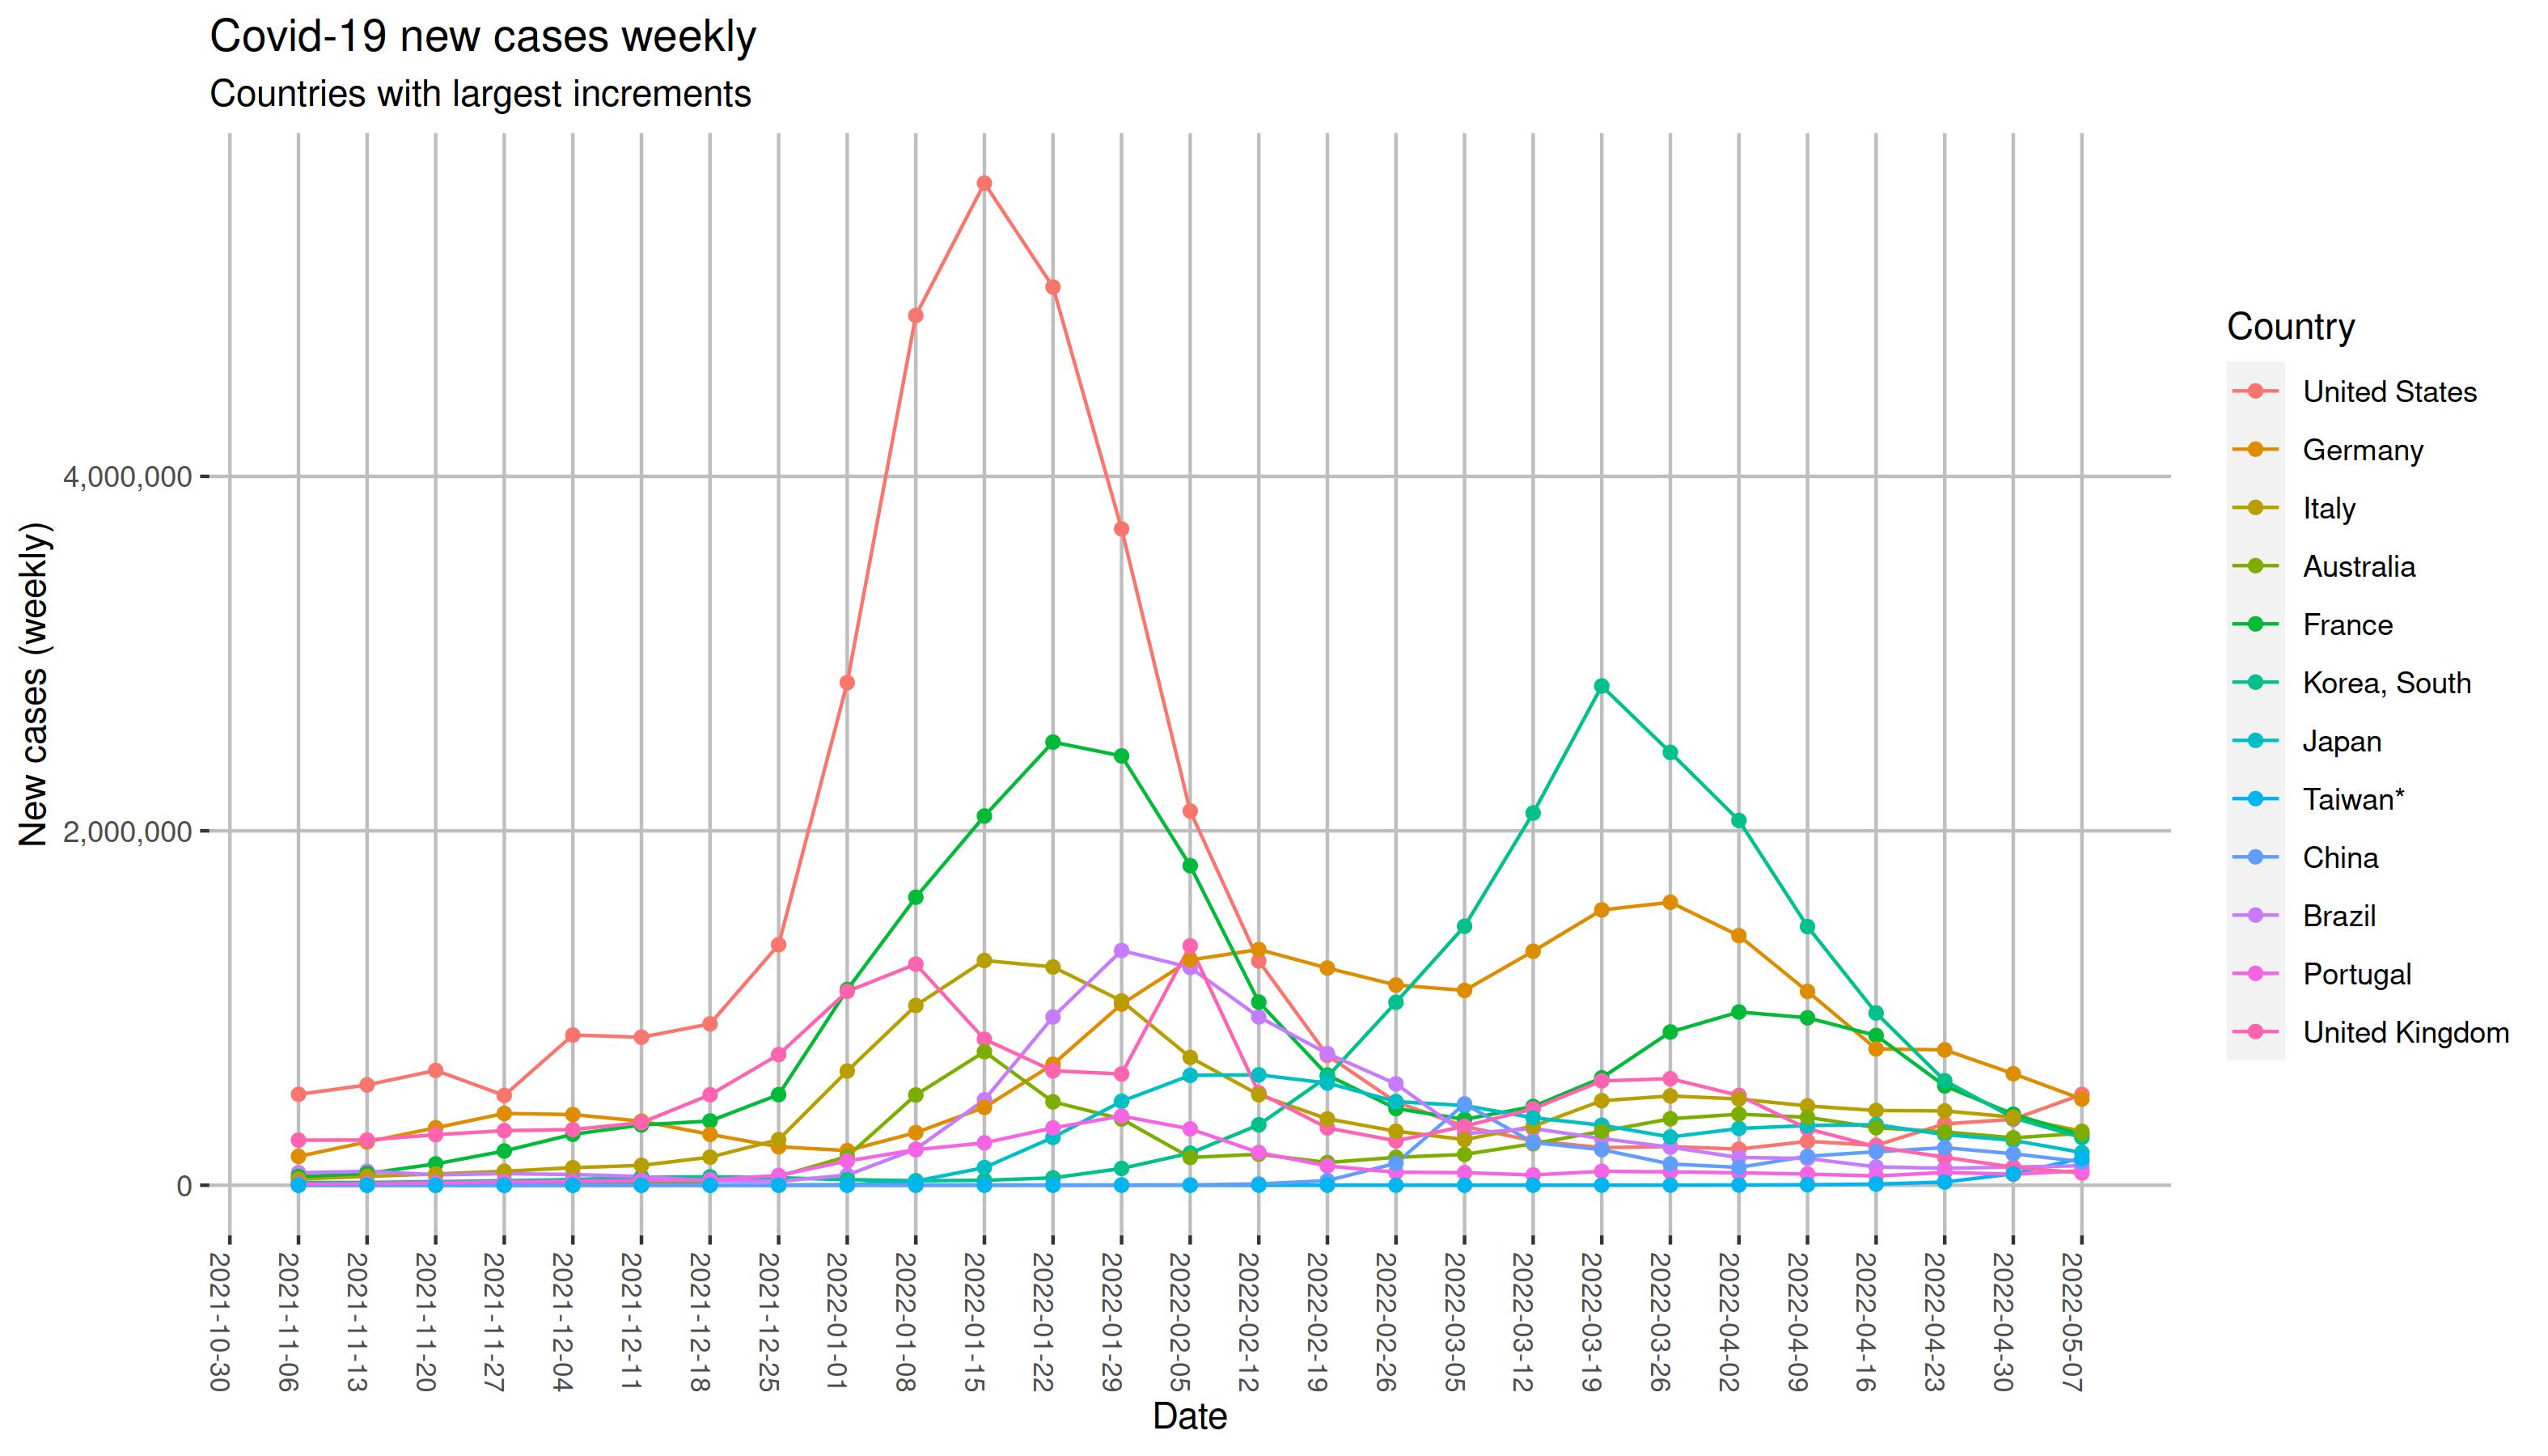 Covid-19 new cases weekly
Countries with largest increments
New cases (weekly)
4,000,000
2,000,000
0
2021-10-30
2021-11-06
2021-11-13
2021-11-20
2021-11-27
2021-12-04
2021-12-11
2021-12-18
2021-12-25
2022-01-01
2022-01-08
2022-01-15
2022-01-22
2022-01-29
2022-02-05
2022-02-12
2022-02-19
2022-02-26
2022-03-05
2022-03-12
2022-03-19
2022-03-26
2022-04-02
2022-04-09
2022-04-16
2022-04-23
2022-04-30
2022-05-07
Date
Country
United States
Germany
Italy
Australia
France
Korea, South
Japan
Taiwan*
China
Brazil
Portugal
United Kingdom